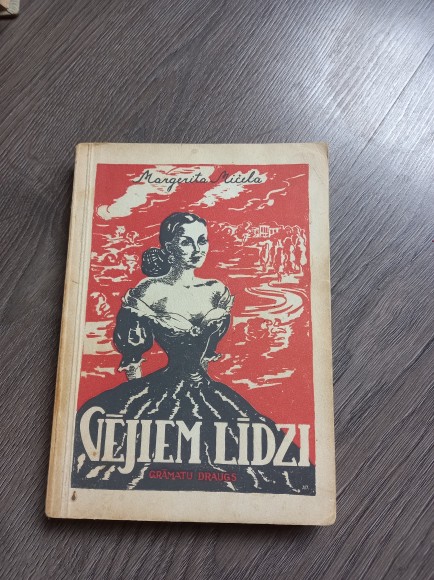 Margerita Mičela
VĒJIEM LĪDZI
GRĀMATU DRAUGS